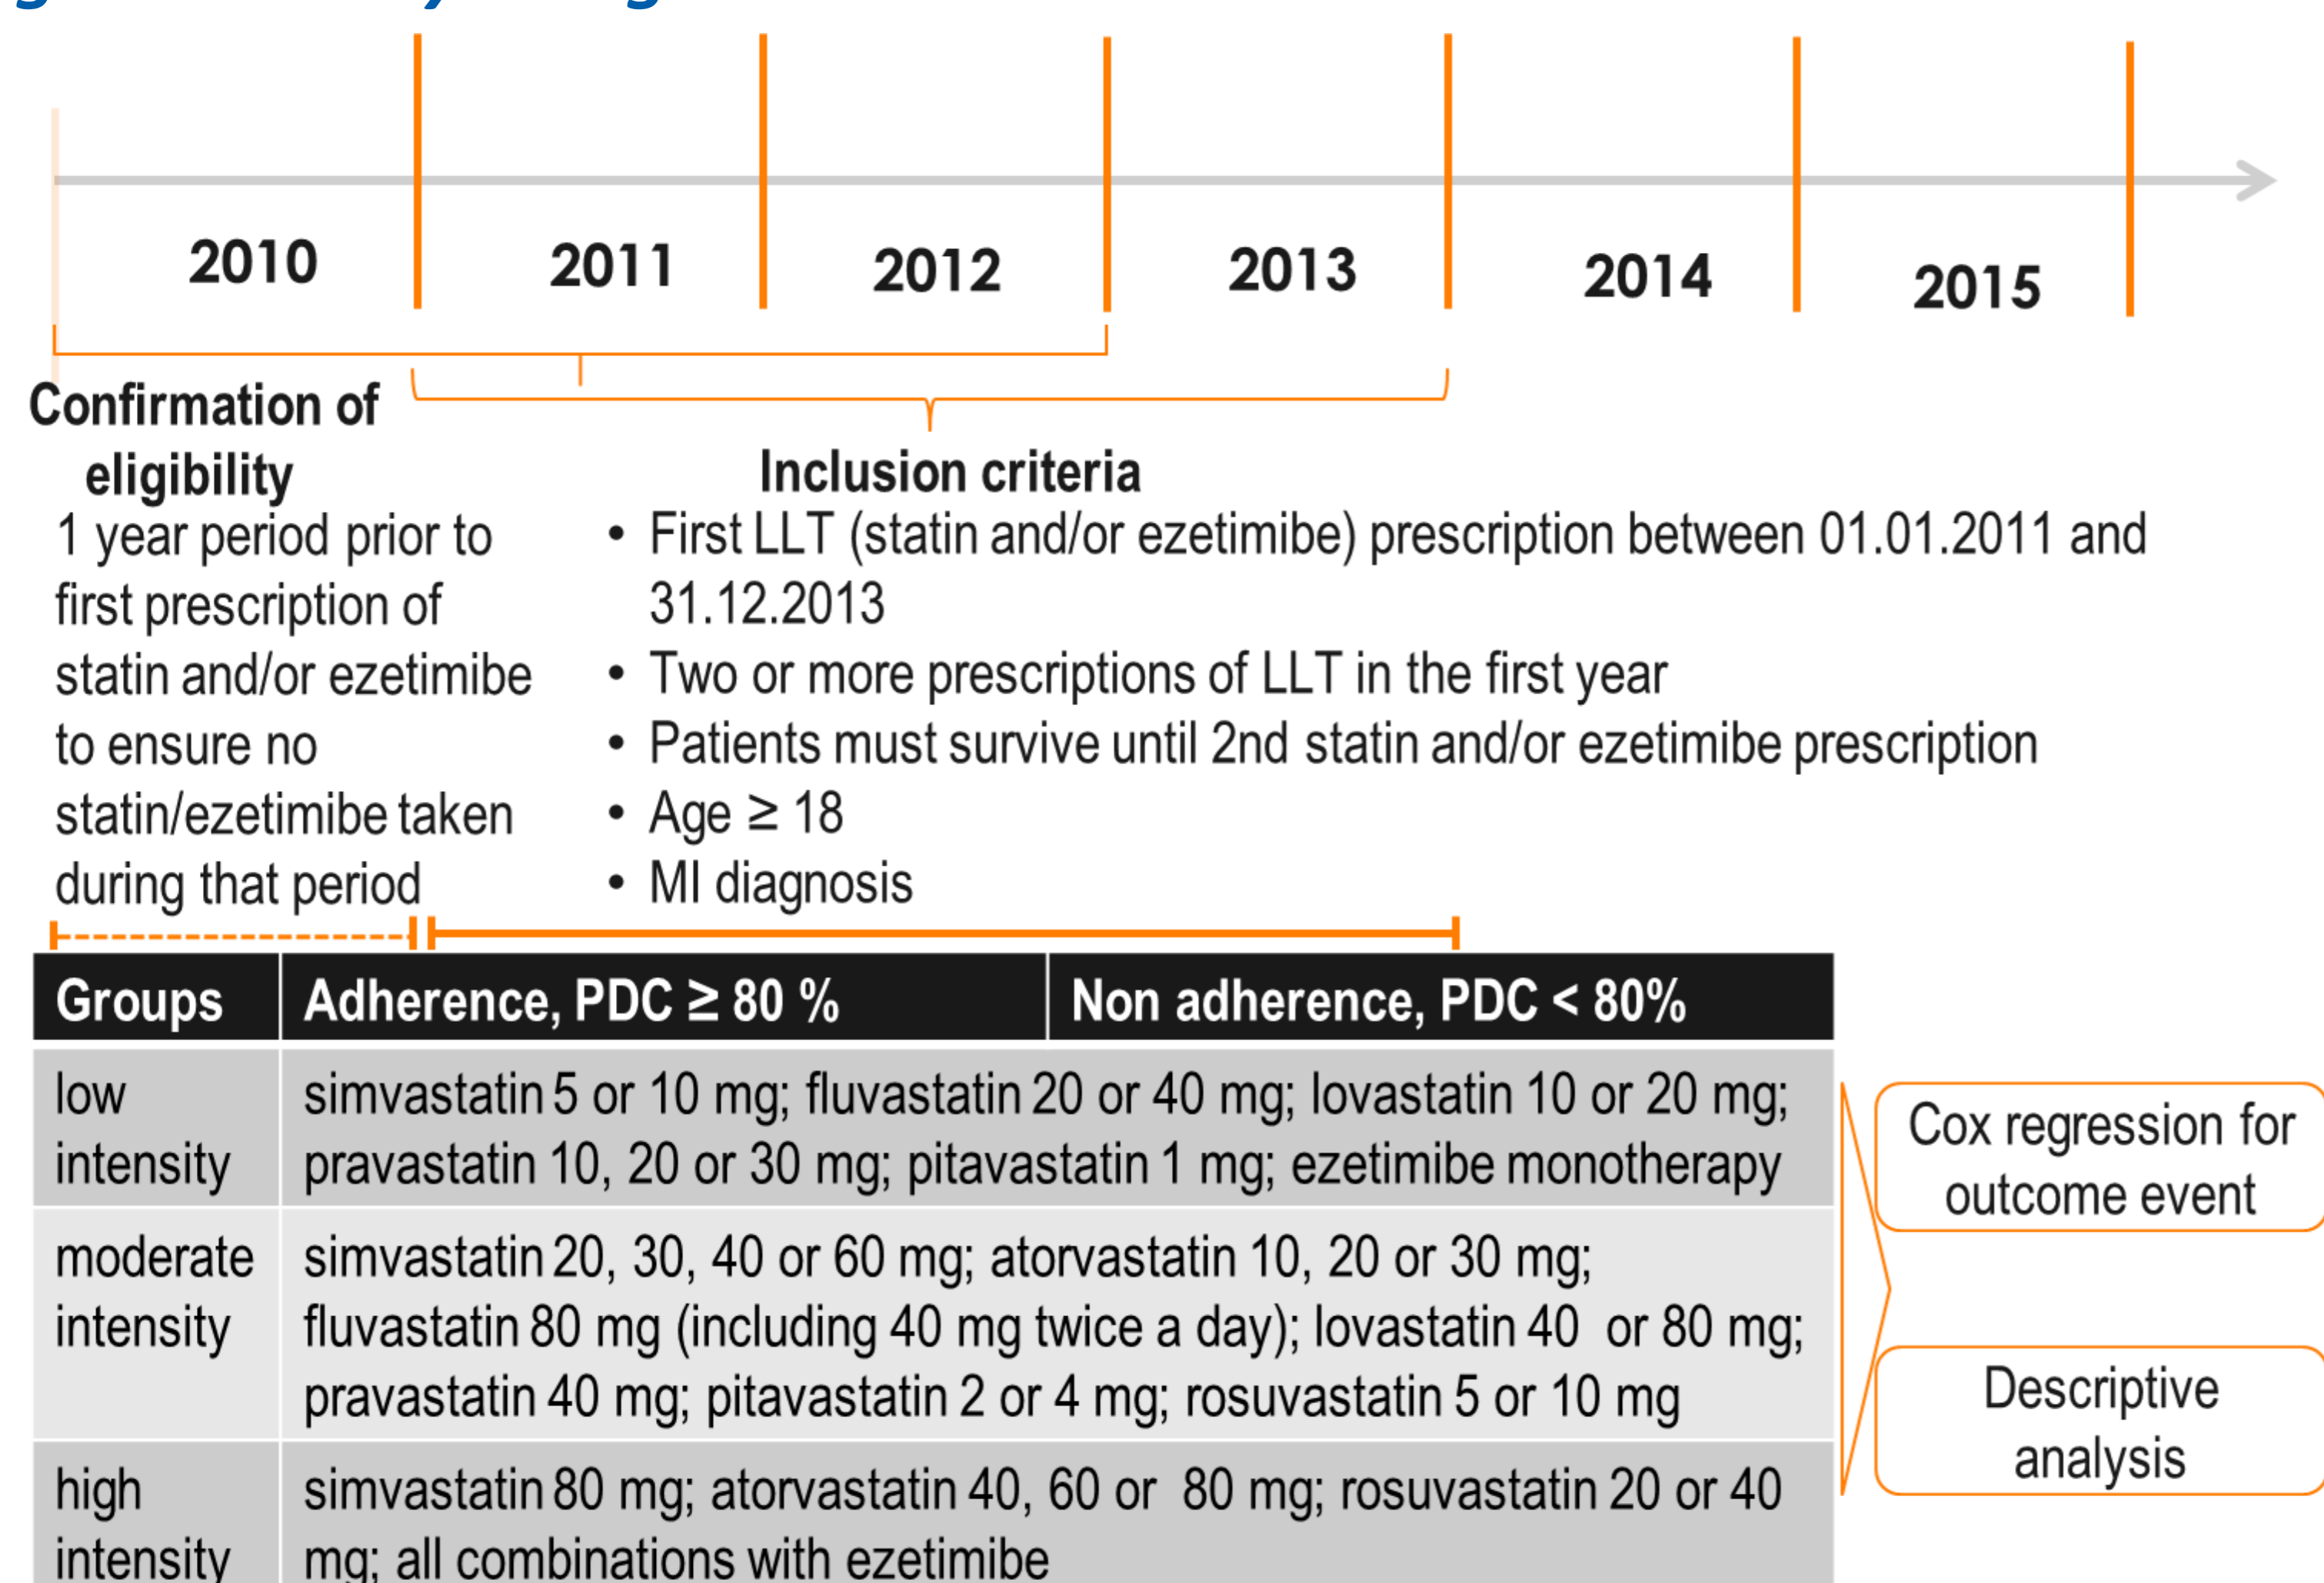 2010
2011
2012
2013
2014
2015
Confirmation of
eligibility
1 year period prior to
first prescription of
statin and/or ezetimibe
to ensure no
statin/ezetimibe taken
during that period
Inclusion criteria
• First LLT (statin and/or ezetimibe) prescription between 01.01.2011 and
31.12.2013
• Two or more prescriptions of LLT in the first year
• Patients must survive until 2nd statin and/or ezetimibe prescription
• Age ≥ 18
• MI diagnosis
Groups
Adherence, PDC ≥ 80 %
Non adherence, PDC < 80%
low
intensity
simvastatin 5 or 10 mg; fluvastatin 20 or 40 mg; lovastatin 10 or 20 mg;
pravastatin 10, 20 or 30 mg; pitavastatin 1 mg; ezetimibe monotherapy
moderate
intensity
simvastatin 20, 30, 40 or 60 mg; atorvastatin 10, 20 or 30 mg;
fluvastatin 80 mg (including 40 mg twice a day); lovastatin 40 or 80 mg;
pravastatin 40 mg; pitavastatin 2 or 4 mg; rosuvastatin 5 or 10 mg
high
intensity
simvastatin 80 mg; atorvastatin 40, 60 or 80 mg; rosuvastatin 20 or 40
mg; all combinations with ezetimibe
Cox regression for
outcome event
Descriptive
analysis